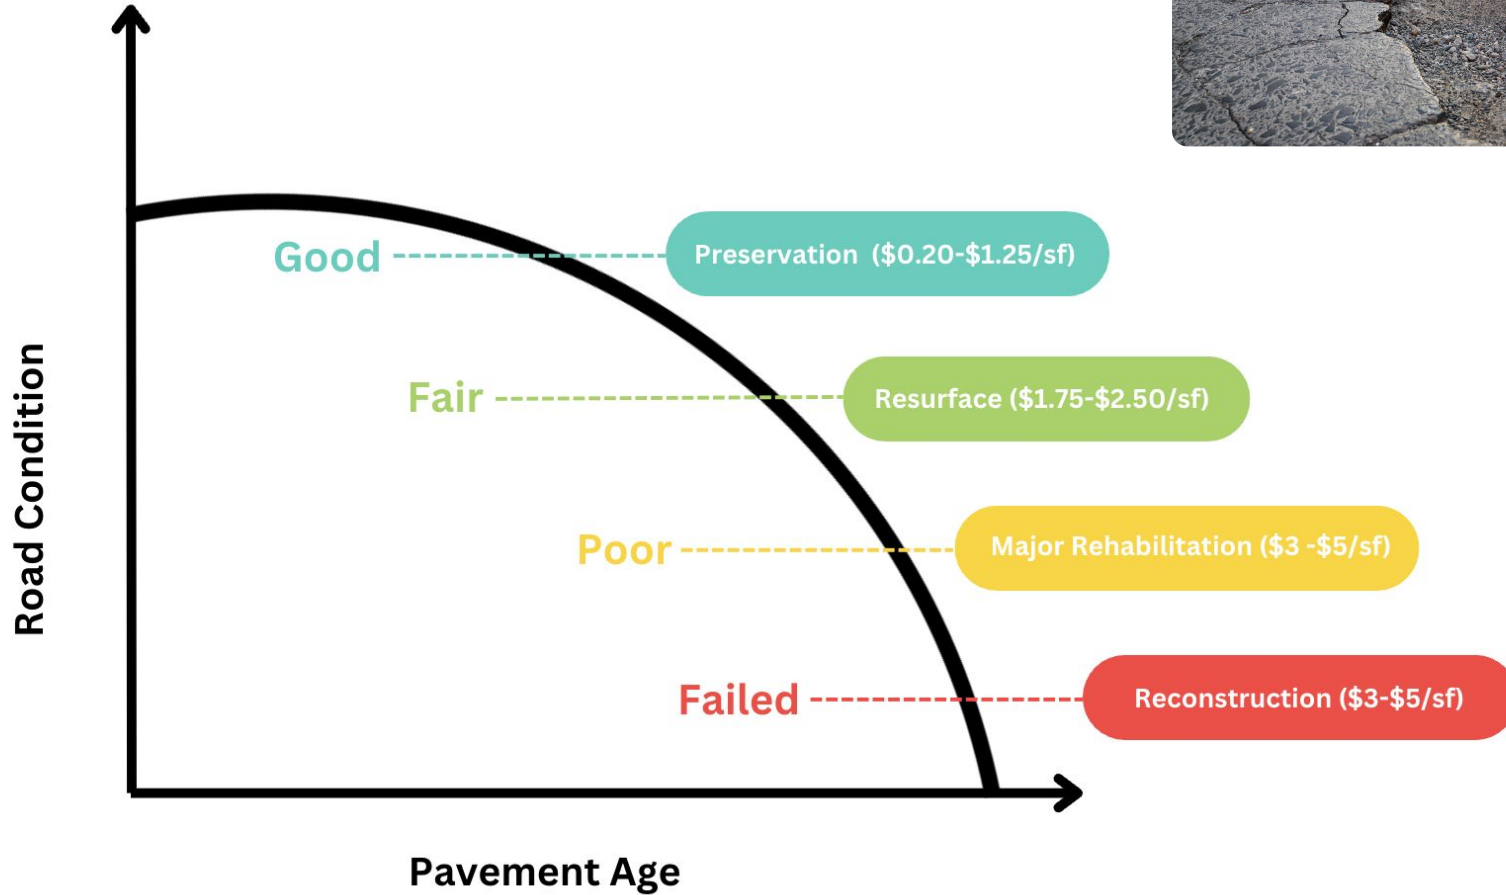 Road Condition
Good
Preservation  ($0.20-$1.25/sf)
Fair
Resurface ($1.75-$2.50/sf)
Poor
Major Rehabilitation ($3 -$5/sf)
Failed
Reconstruction ($3-$5/sf)
Pavement Age